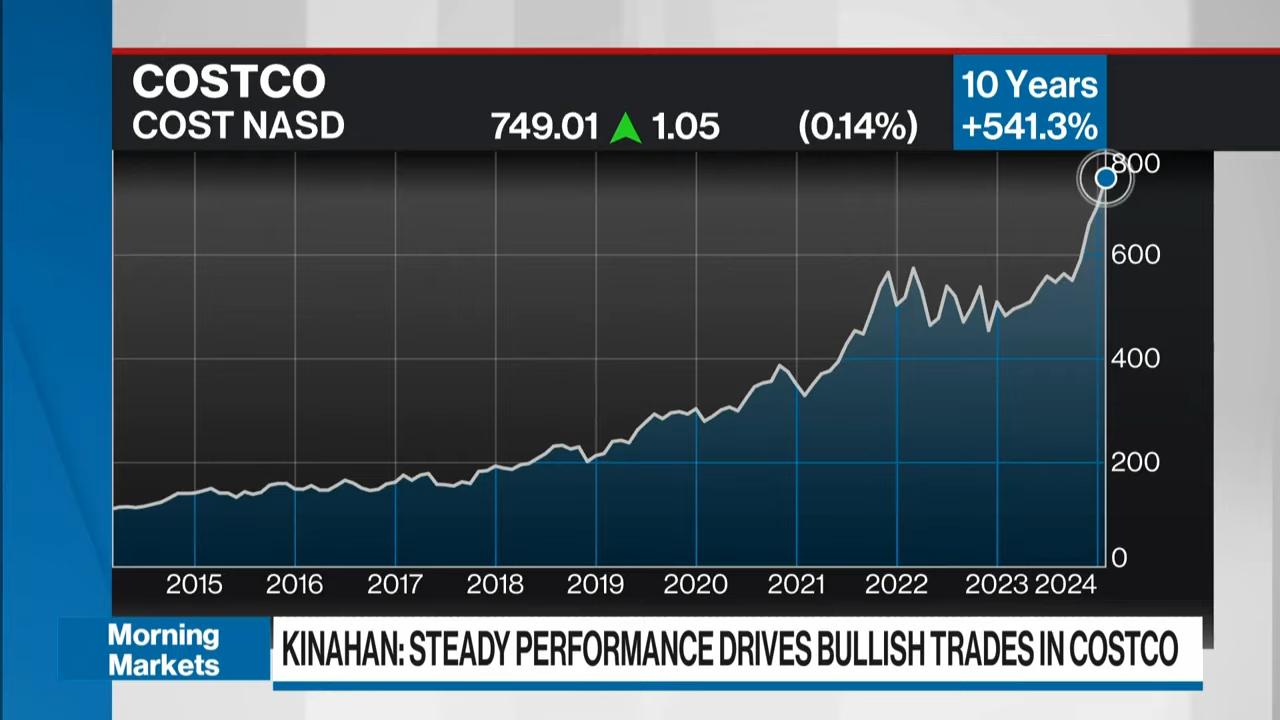 COSTCO
COST NASD 749.01 1.05 (0.14%)
10 Years
+541.3%
800
600
400
200
0
2015 2016 2017 2018 2019 2020 2021 2022 2023 2024
Morning
Markets
KINAHAN: STEADY PERFORMANCE DRIVES BULLISH TRADES IN COSTCO